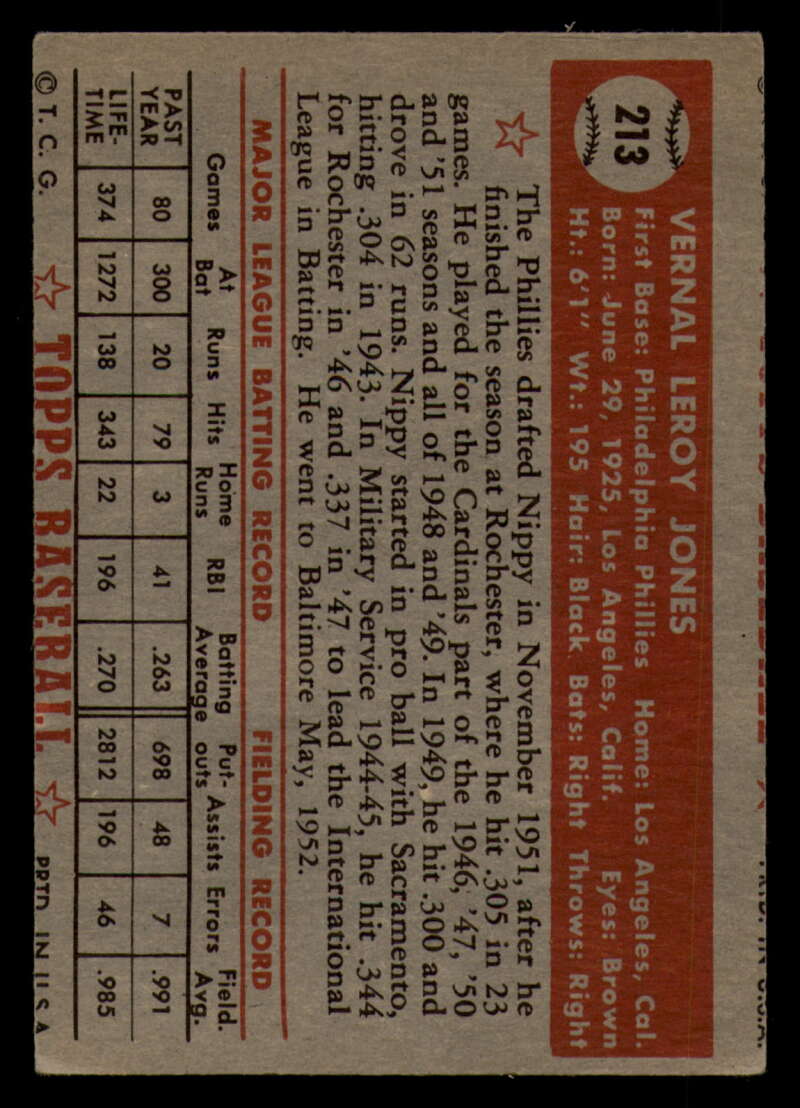 213
VERNAL LEROY JONES
First Base: Philadelphia Phillies Home: Los Angeles, Cal.
Born: June 29, 1925, Los Angeles, Calif. Eyes: Brown
Ht.: 6'1" Wt.: 195 Hair: Black Bats: Right Throws: Right
The Phillies drafted Nippy in November 1951, after he
finished the season at Rochester, where he hit .305 in 23
games. He played for the Cardinals part of the 1946, '47, '50
and '51 seasons and all of 1948 and '49. In 1949, he hit .300 and
drove in 62 runs. Nippy started in pro ball with Sacramento,
hitting .304 in 1943. In Military Service 1944-45, he hit .344
for Rochester in '46 and .337 in '47 to lead the International
League in Batting. He went to Baltimore May, 1952.
MAJOR LEAGUE BATTING RECORD FIELDING RECORD
Games At Bat Runs Hits Home Runs RBI Batting Average Put-outs Assists Errors Field. Avg.
PAST YEAR 80 300 20 79 3 41 .263 698 48 7 .991
LIFE-TIME 374 1272 138 343 22 196 .270 2812 196 46 .985
© T. C. G. TOPPS BASEBALL PRTD. IN U.S.A.